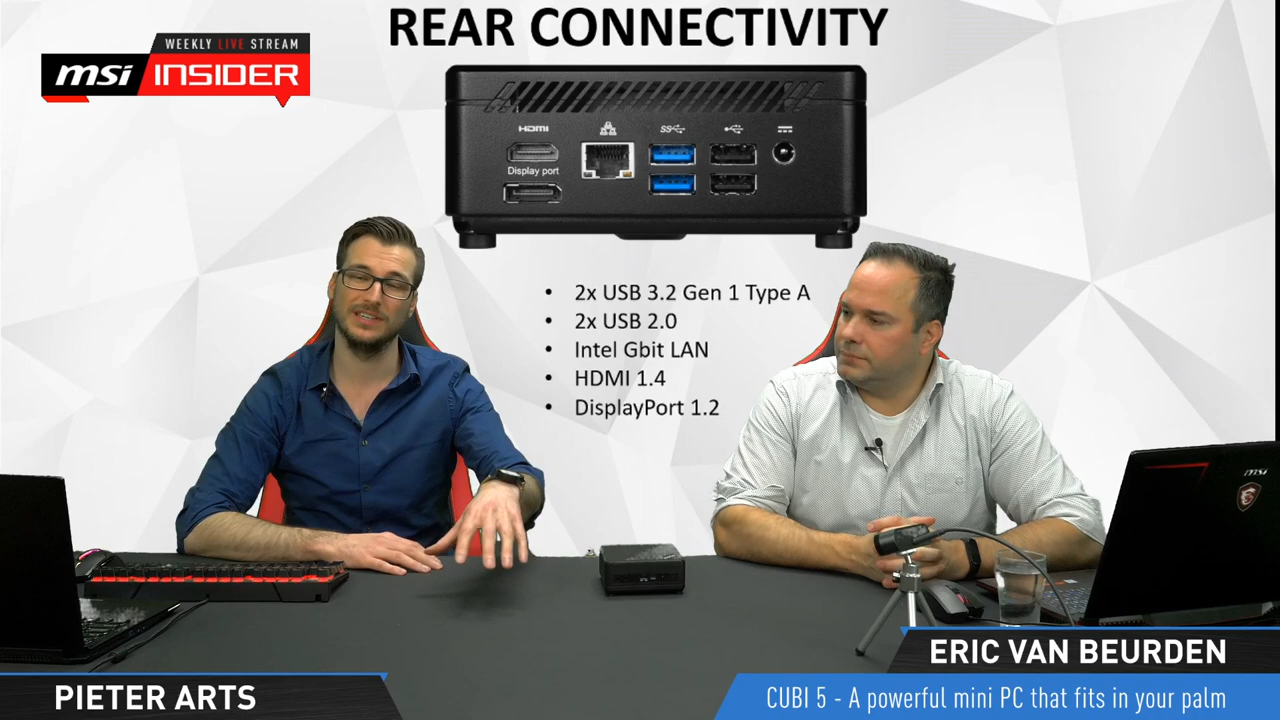 REAR CONNECTIVITY
WEEKLY LIVE STREAM
msi INSIDER
HDMI
SS
Display port
• 2x USB 3.2 Gen 1 Type A
• 2x USB 2.0
• Intel Gbit LAN
• HDMI 1.4
• DisplayPort 1.2
msi
ERIC VAN BEURDEN
PIETER ARTS
CUBI 5 - A powerful mini PC that fits in your palm